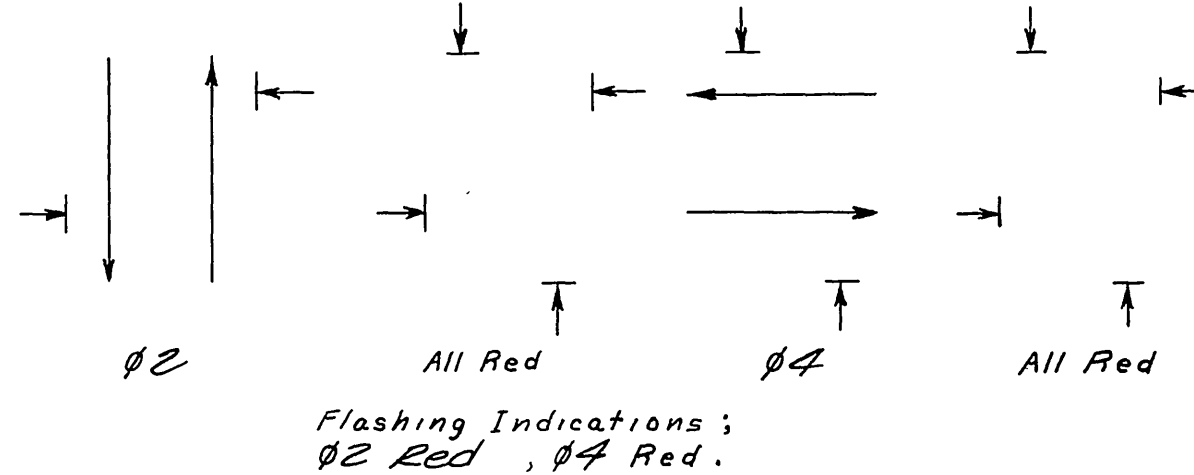 ø2 All Red ø4 All Red
Flashing Indications;
ø2 Red , ø4 Red.